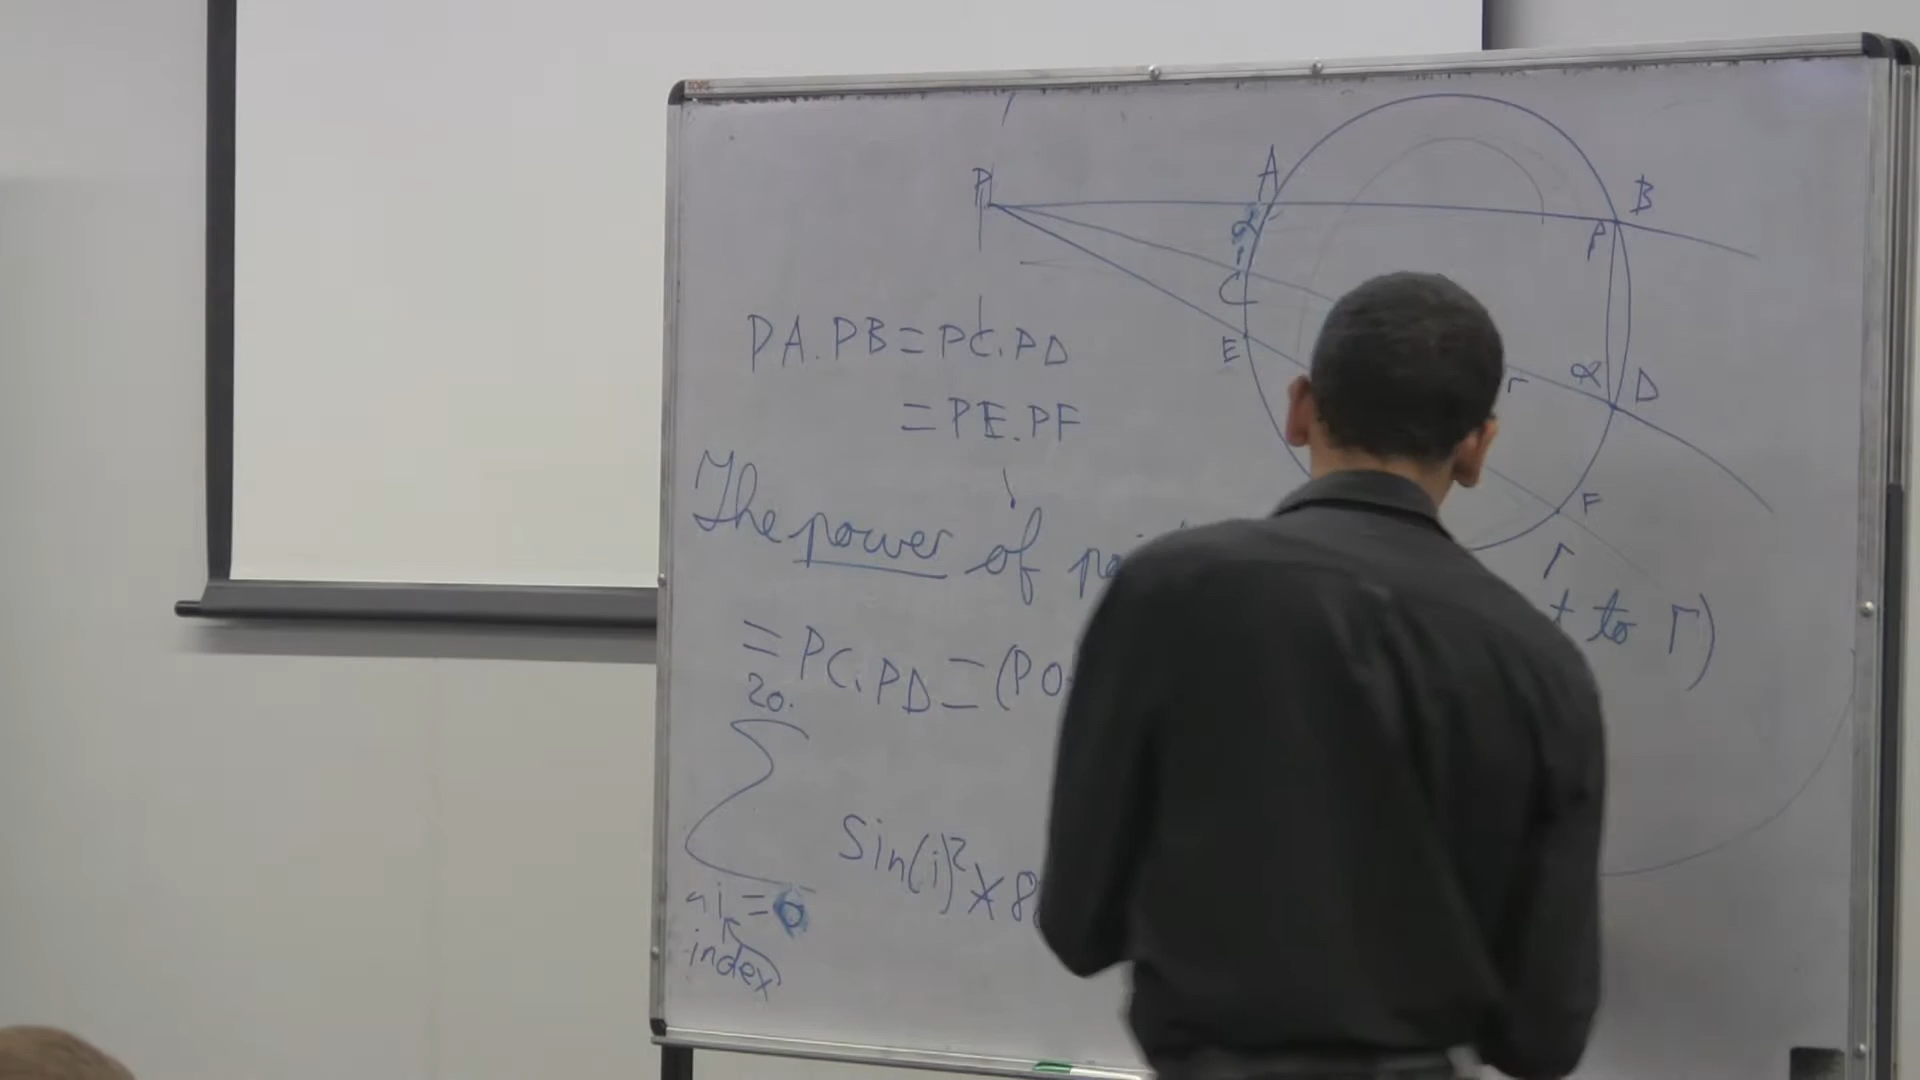 P
A
B
α
β
C
E
r
α
D
F
Γ
PA.PB=PC.PD
=PE.PF
The power of
t to Γ)
=PC.PD=(PO
20.
Σ
Sin(i)²×8
i=0
index